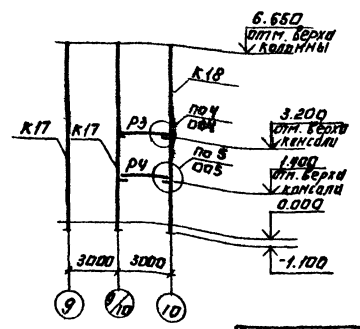 6.650
отм. верха
колонны
К18
по 4
004
3.200
отм. верха
консоли
Р3
К17
К17
по 5
005
Р4
1.400
отм. верха
консоли
0.000
3000
3000
-1.100
9
9/10
10